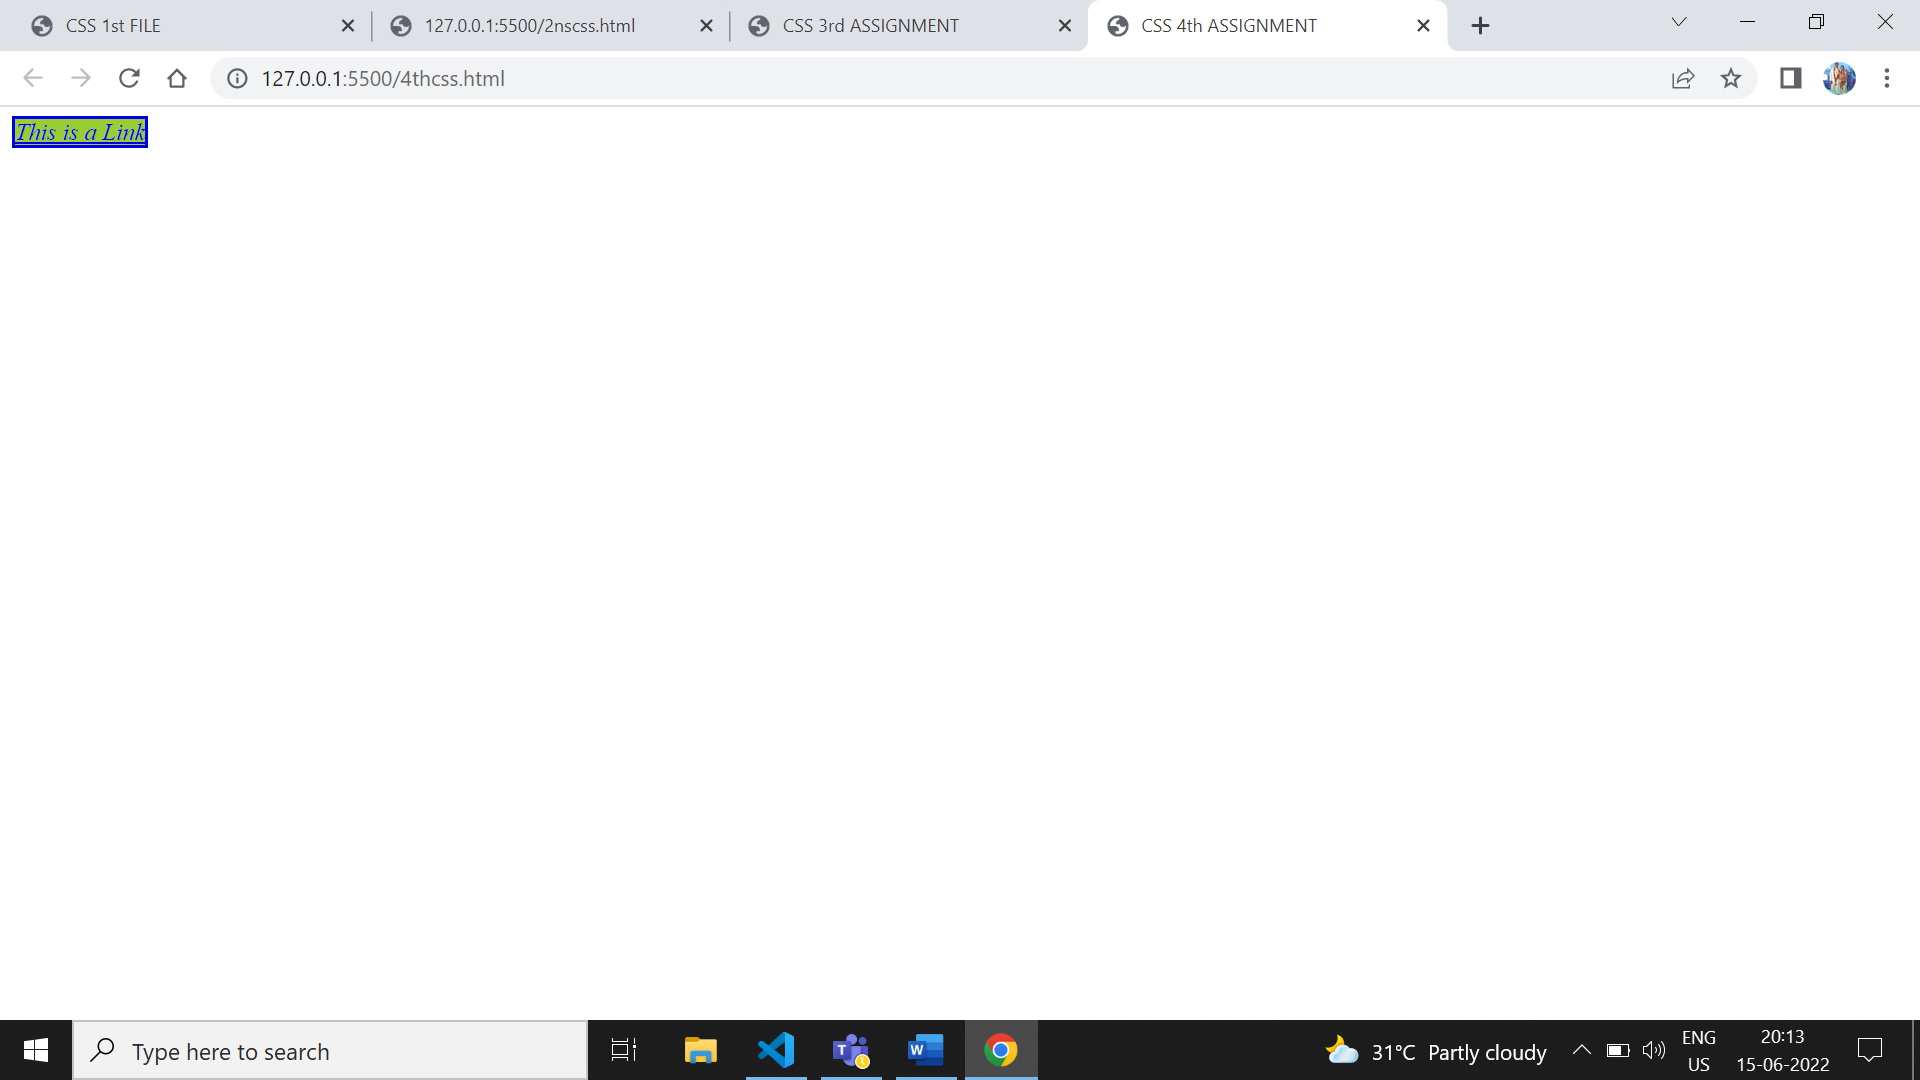 CSS 1st FILE
127.0.0.1:5500/2nscss.html
CSS 3rd ASSIGNMENT
CSS 4th ASSIGNMENT
127.0.0.1:5500/4thcss.html
This is a Link
Type here to search
T
W
31°C Partly cloudy
ENG
US
20:13
15-06-2022